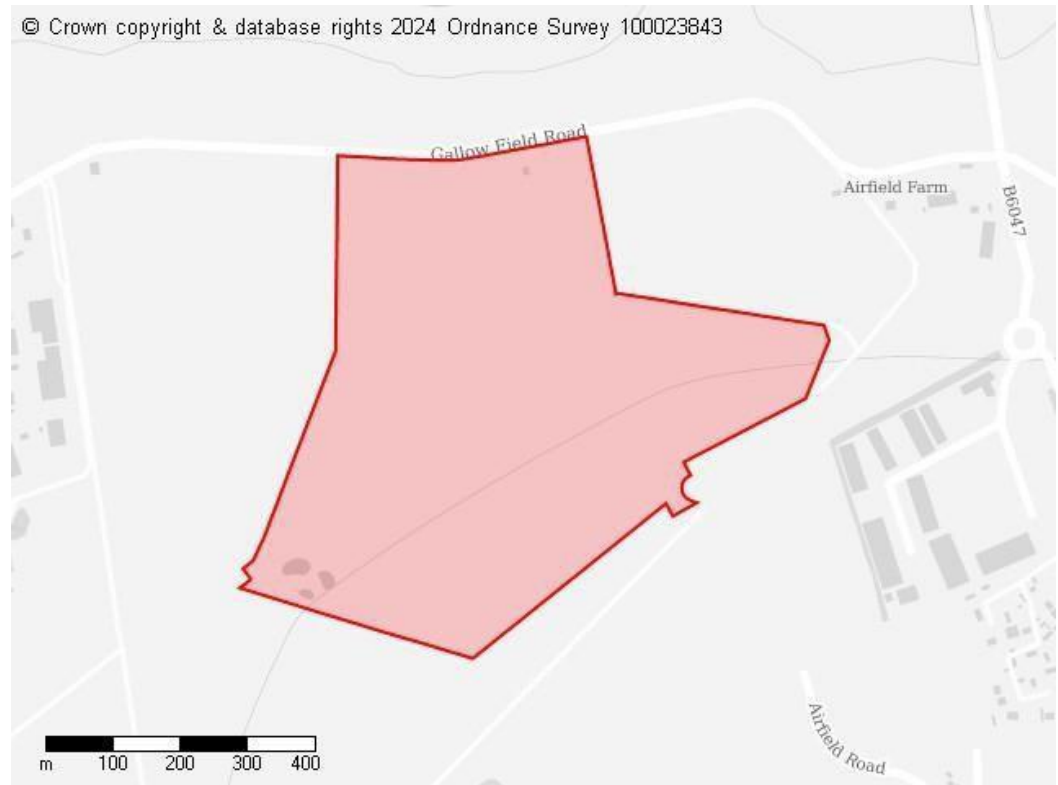 © Crown copyright & database rights 2024 Ordnance Survey 100023843
Gallow Field Road
Airfield Farm
B6047
Airfield Road
m 100 200 300 400